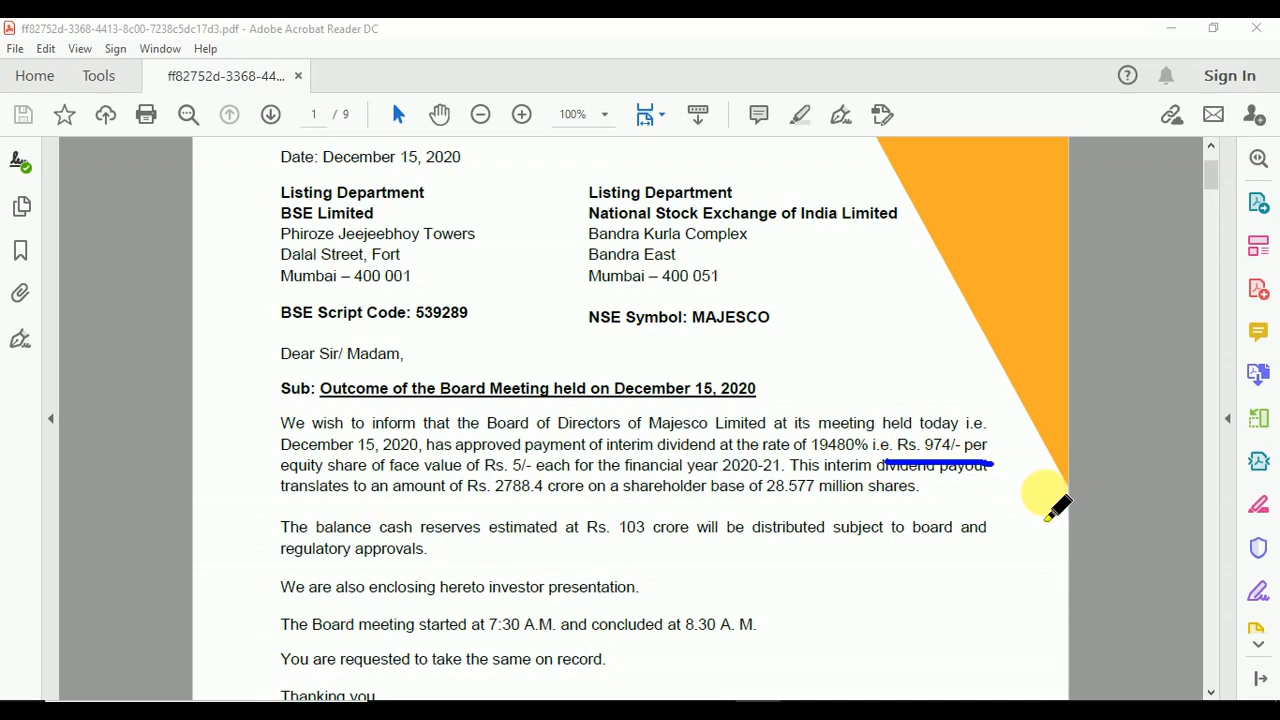 ff82752d-3368-4413-8c00-7238c5dc17d3.pdf - Adobe Acrobat Reader DC
File Edit View Sign Window Help
Home Tools ff82752d-3368-44... × Sign In
1 / 9 100%
Date: December 15, 2020
Listing Department
BSE Limited
Phiroze Jeejeebhoy Towers
Dalal Street, Fort
Mumbai – 400 001
BSE Script Code: 539289
Listing Department
National Stock Exchange of India Limited
Bandra Kurla Complex
Bandra East
Mumbai – 400 051
NSE Symbol: MAJESCO
Dear Sir/ Madam,
Sub: Outcome of the Board Meeting held on December 15, 2020
We wish to inform that the Board of Directors of Majesco Limited at its meeting held today i.e.
December 15, 2020, has approved payment of interim dividend at the rate of 19480% i.e. Rs. 974/- per
equity share of face value of Rs. 5/- each for the financial year 2020-21. This interim dividend payout
translates to an amount of Rs. 2788.4 crore on a shareholder base of 28.577 million shares.
The balance cash reserves estimated at Rs. 103 crore will be distributed subject to board and
regulatory approvals.
We are also enclosing hereto investor presentation.
The Board meeting started at 7:30 A.M. and concluded at 8.30 A. M.
You are requested to take the same on record.
Thanking you